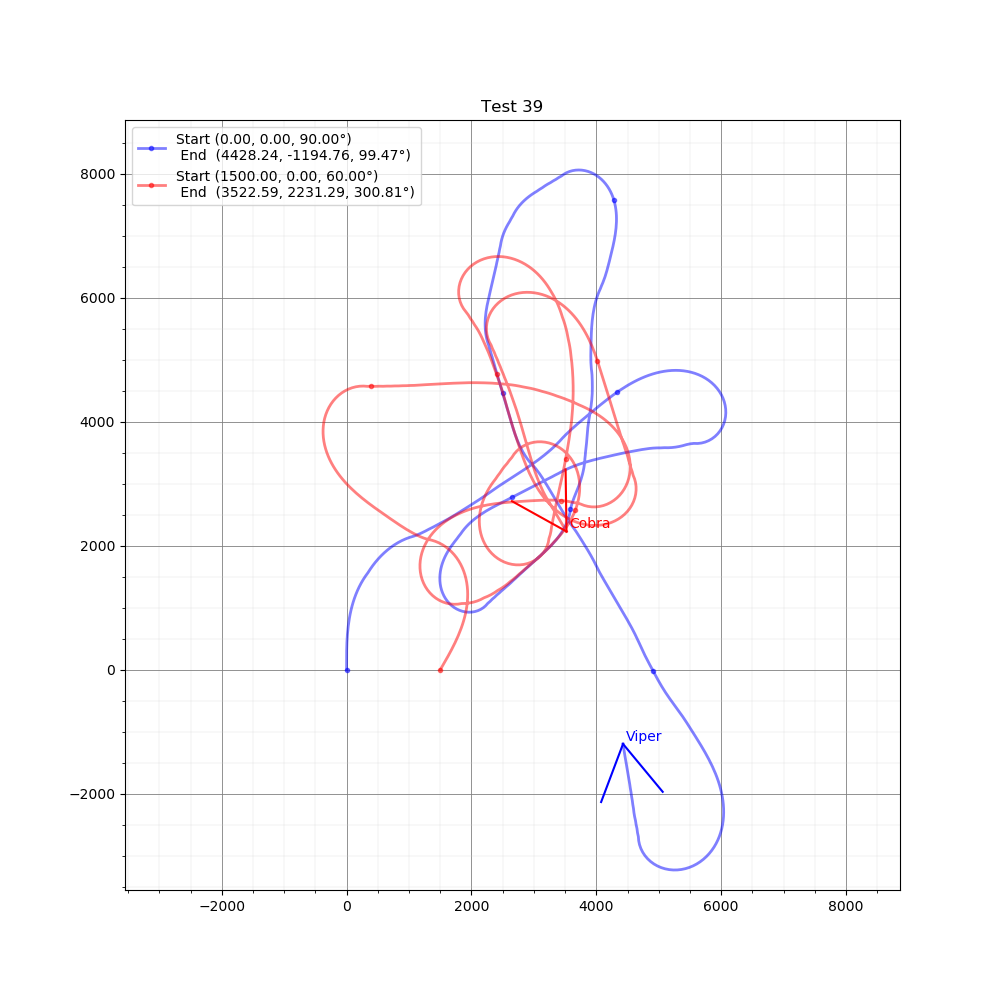 Test 39
Start (0.00, 0.00, 90.00°)
End (4428.24, -1194.76, 99.47°)
Start (1500.00, 0.00, 60.00°)
End (3522.59, 2231.29, 300.81°)
8000
6000
4000
2000
0
−2000
Cobra
Viper
−2000
0
2000
4000
6000
8000